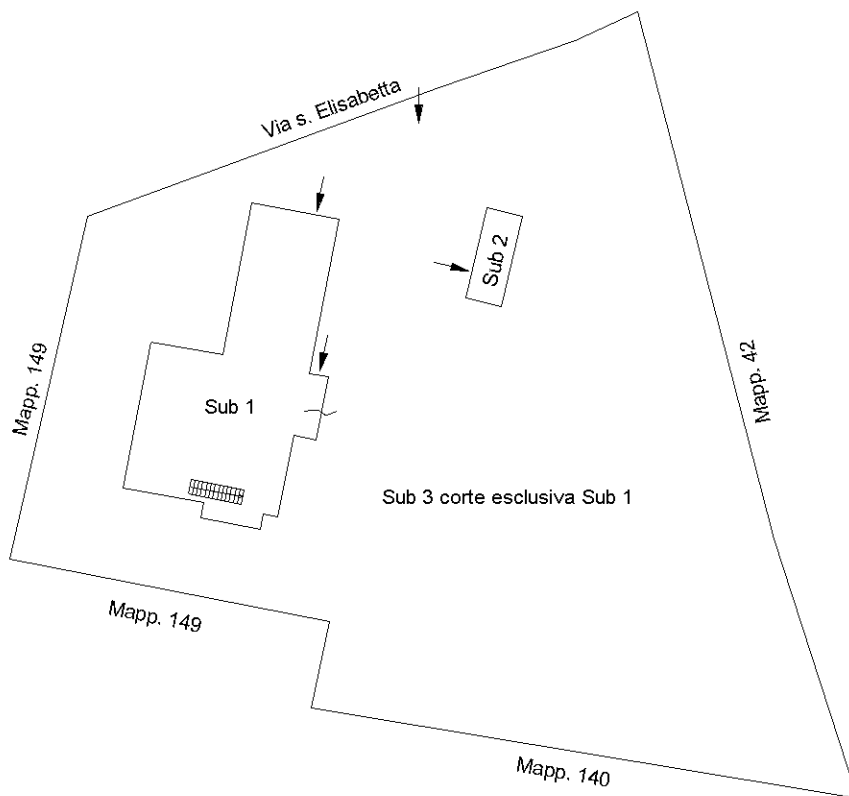 Via s. Elisabetta
Sub 2
Mapp. 149
Mapp. 42
Sub 1
Sub 3 corte esclusiva Sub 1
Mapp. 149
Mapp. 140